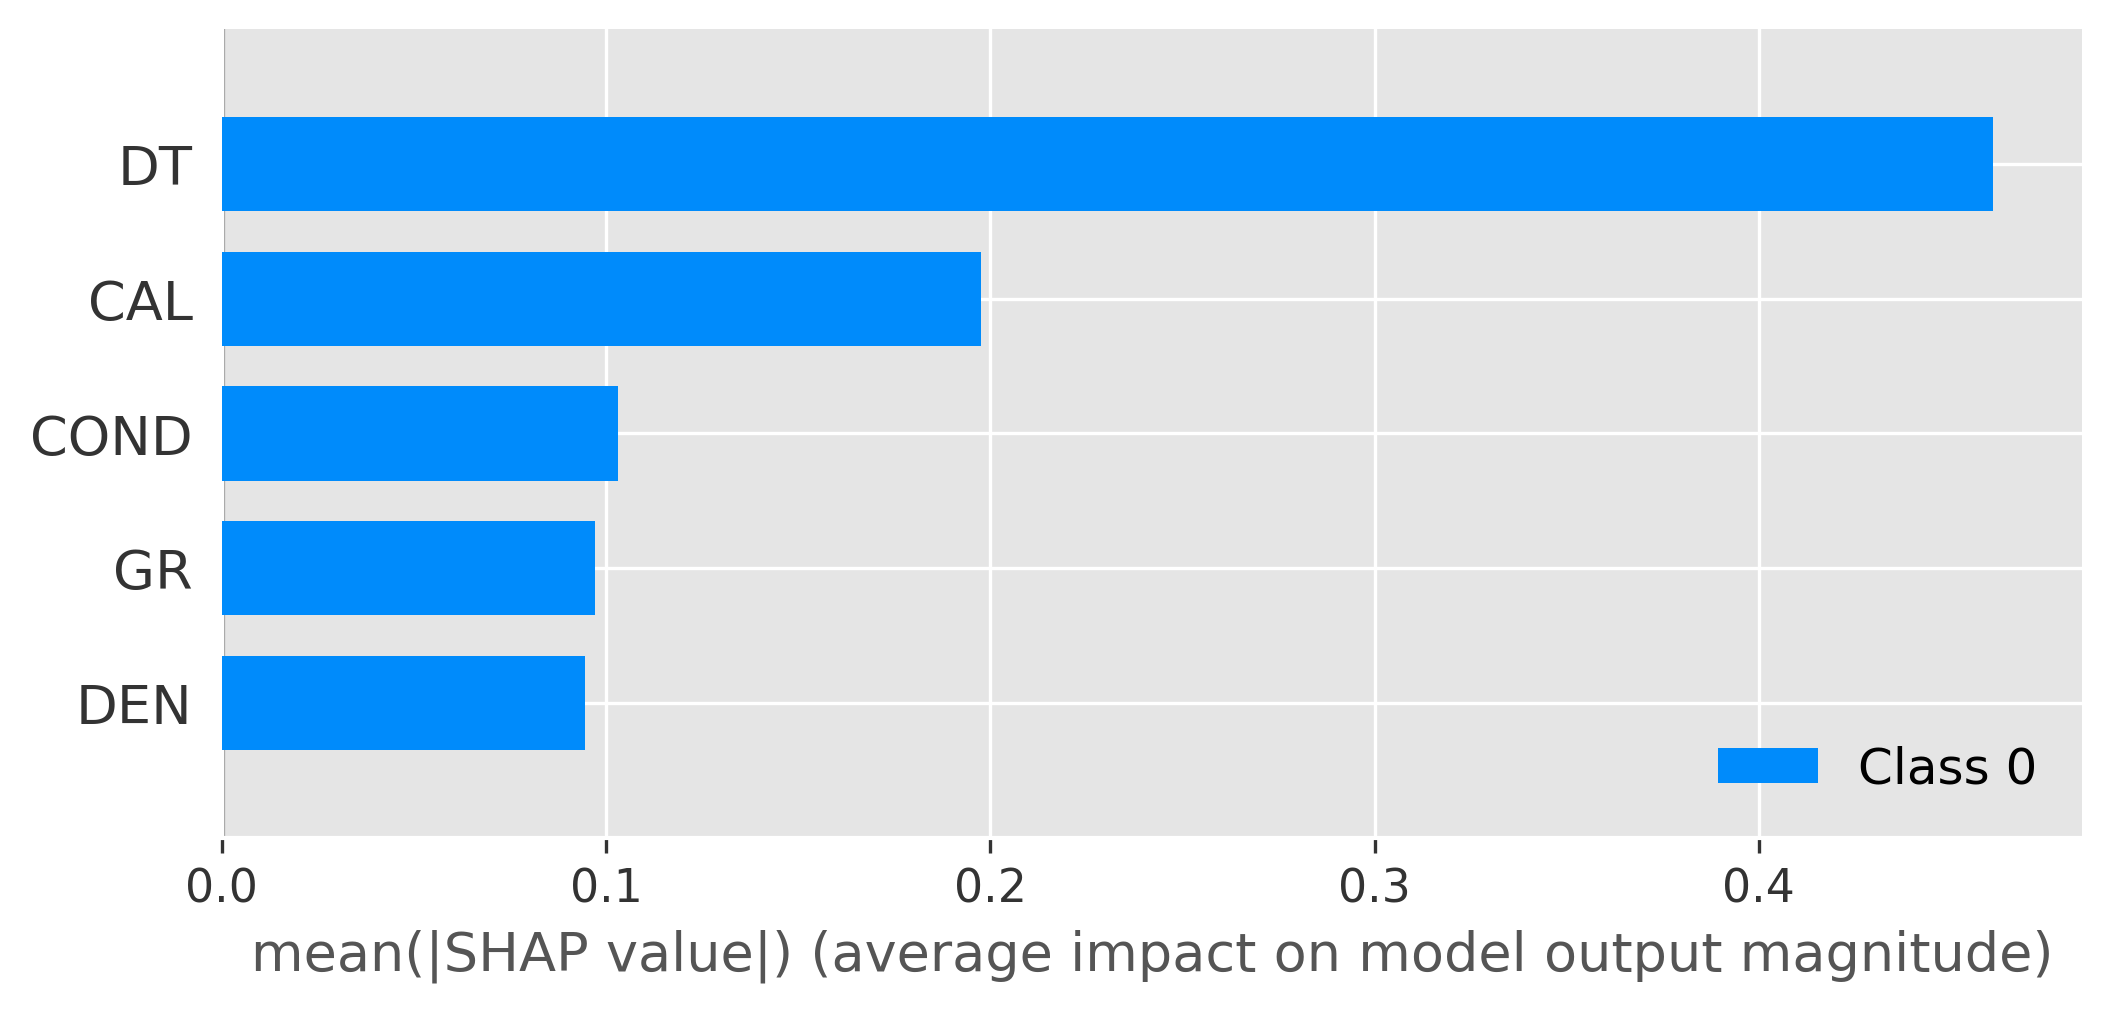 DT
CAL
COND
GR
DEN
Class 0
0.0 0.1 0.2 0.3 0.4
mean(|SHAP value|) (average impact on model output magnitude)